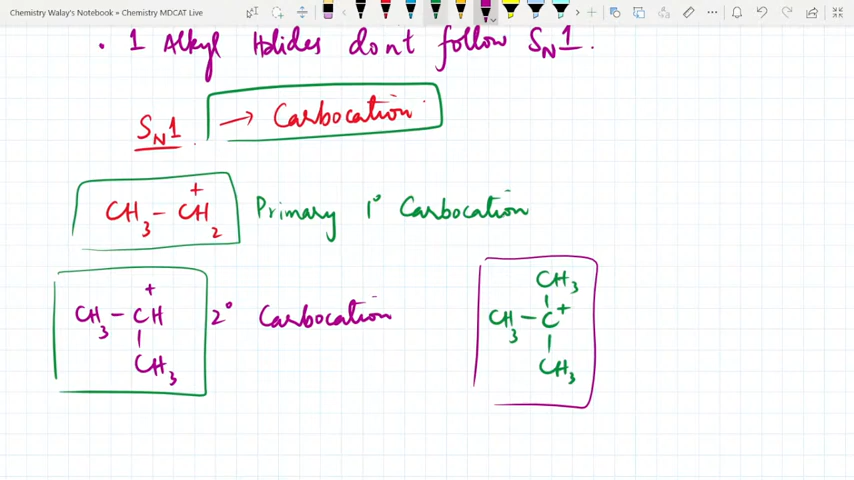 Chemistry Walay's Notebook » Chemistry MDCAT Live
. 1 Alkyl Halides don't follow SN1.
SN1 → Carbocation.
CH3 – CH2+ Primary 1° Carbocation
CH3 – CH+ 2° Carbocation
CH3
CH3
CH3 – C+
CH3